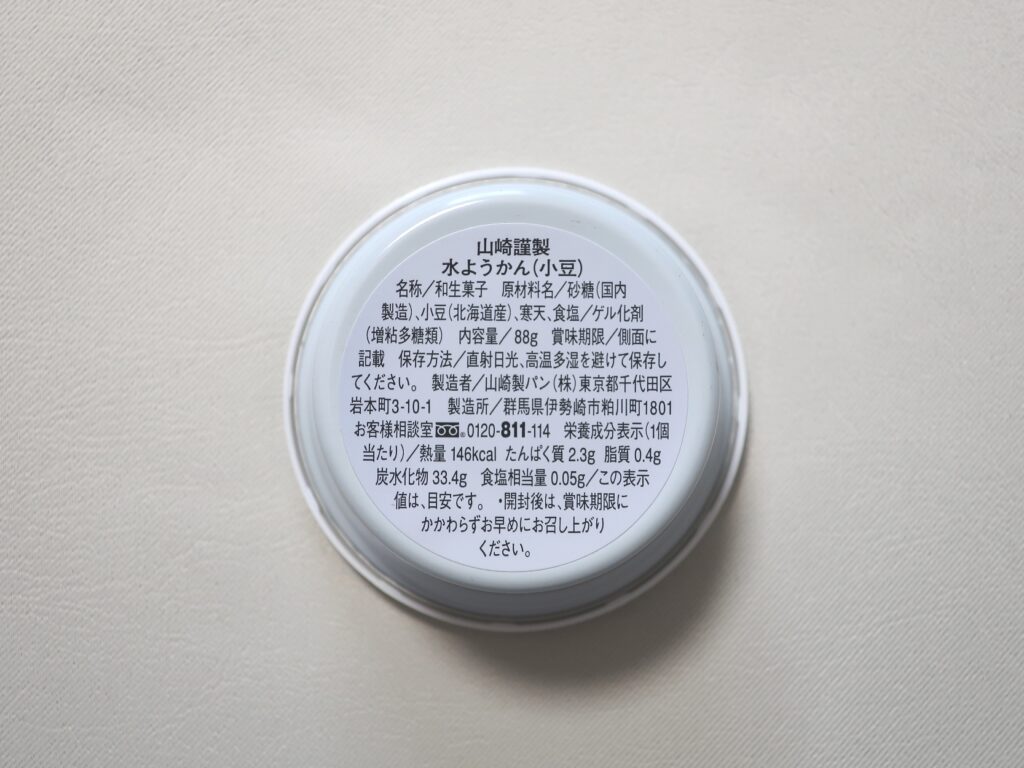 山崎謹製
水ようかん(小豆)
名称/和生菓子 原材料名/砂糖(国内
製造)、小豆(北海道産)、寒天、食塩/ゲル化剤
(増粘多糖類) 内容量/88g 賞味期限/側面に
記載 保存方法/直射日光、高温多湿を避けて保存し
てください。 製造者/山崎製パン(株)東京都千代田区
岩本町3-10-1 製造所/群馬県伊勢崎市粕川町1801
お客様相談室 0120-811-114 栄養成分表示(1個
当たり)/熱量 146kcal たんぱく質 2.3g 脂質 0.4g
炭水化物 33.4g 食塩相当量 0.05g/この表示
値は、目安です。 ・開封後は、賞味期限に
かかわらずお早めにお召し上がり
ください。